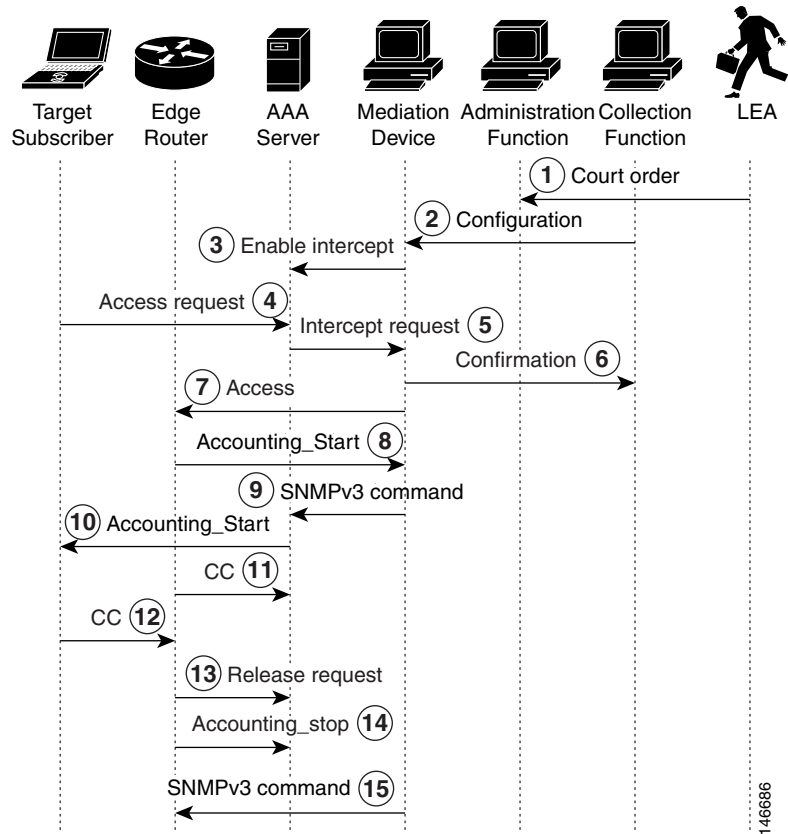 Target
Subscriber
Edge
Router
AAA
Server
Mediation
Device
Administration
Function
Collection
Function
LEA
1 Court order
2 Configuration
3 Enable intercept
Access request 4
Intercept request 5
Confirmation 6
7 Access
Accounting_Start 8
9 SNMPv3 command
10 Accounting_Start
CC 11
CC 12
13 Release request
Accounting_stop 14
SNMPv3 command 15
146686